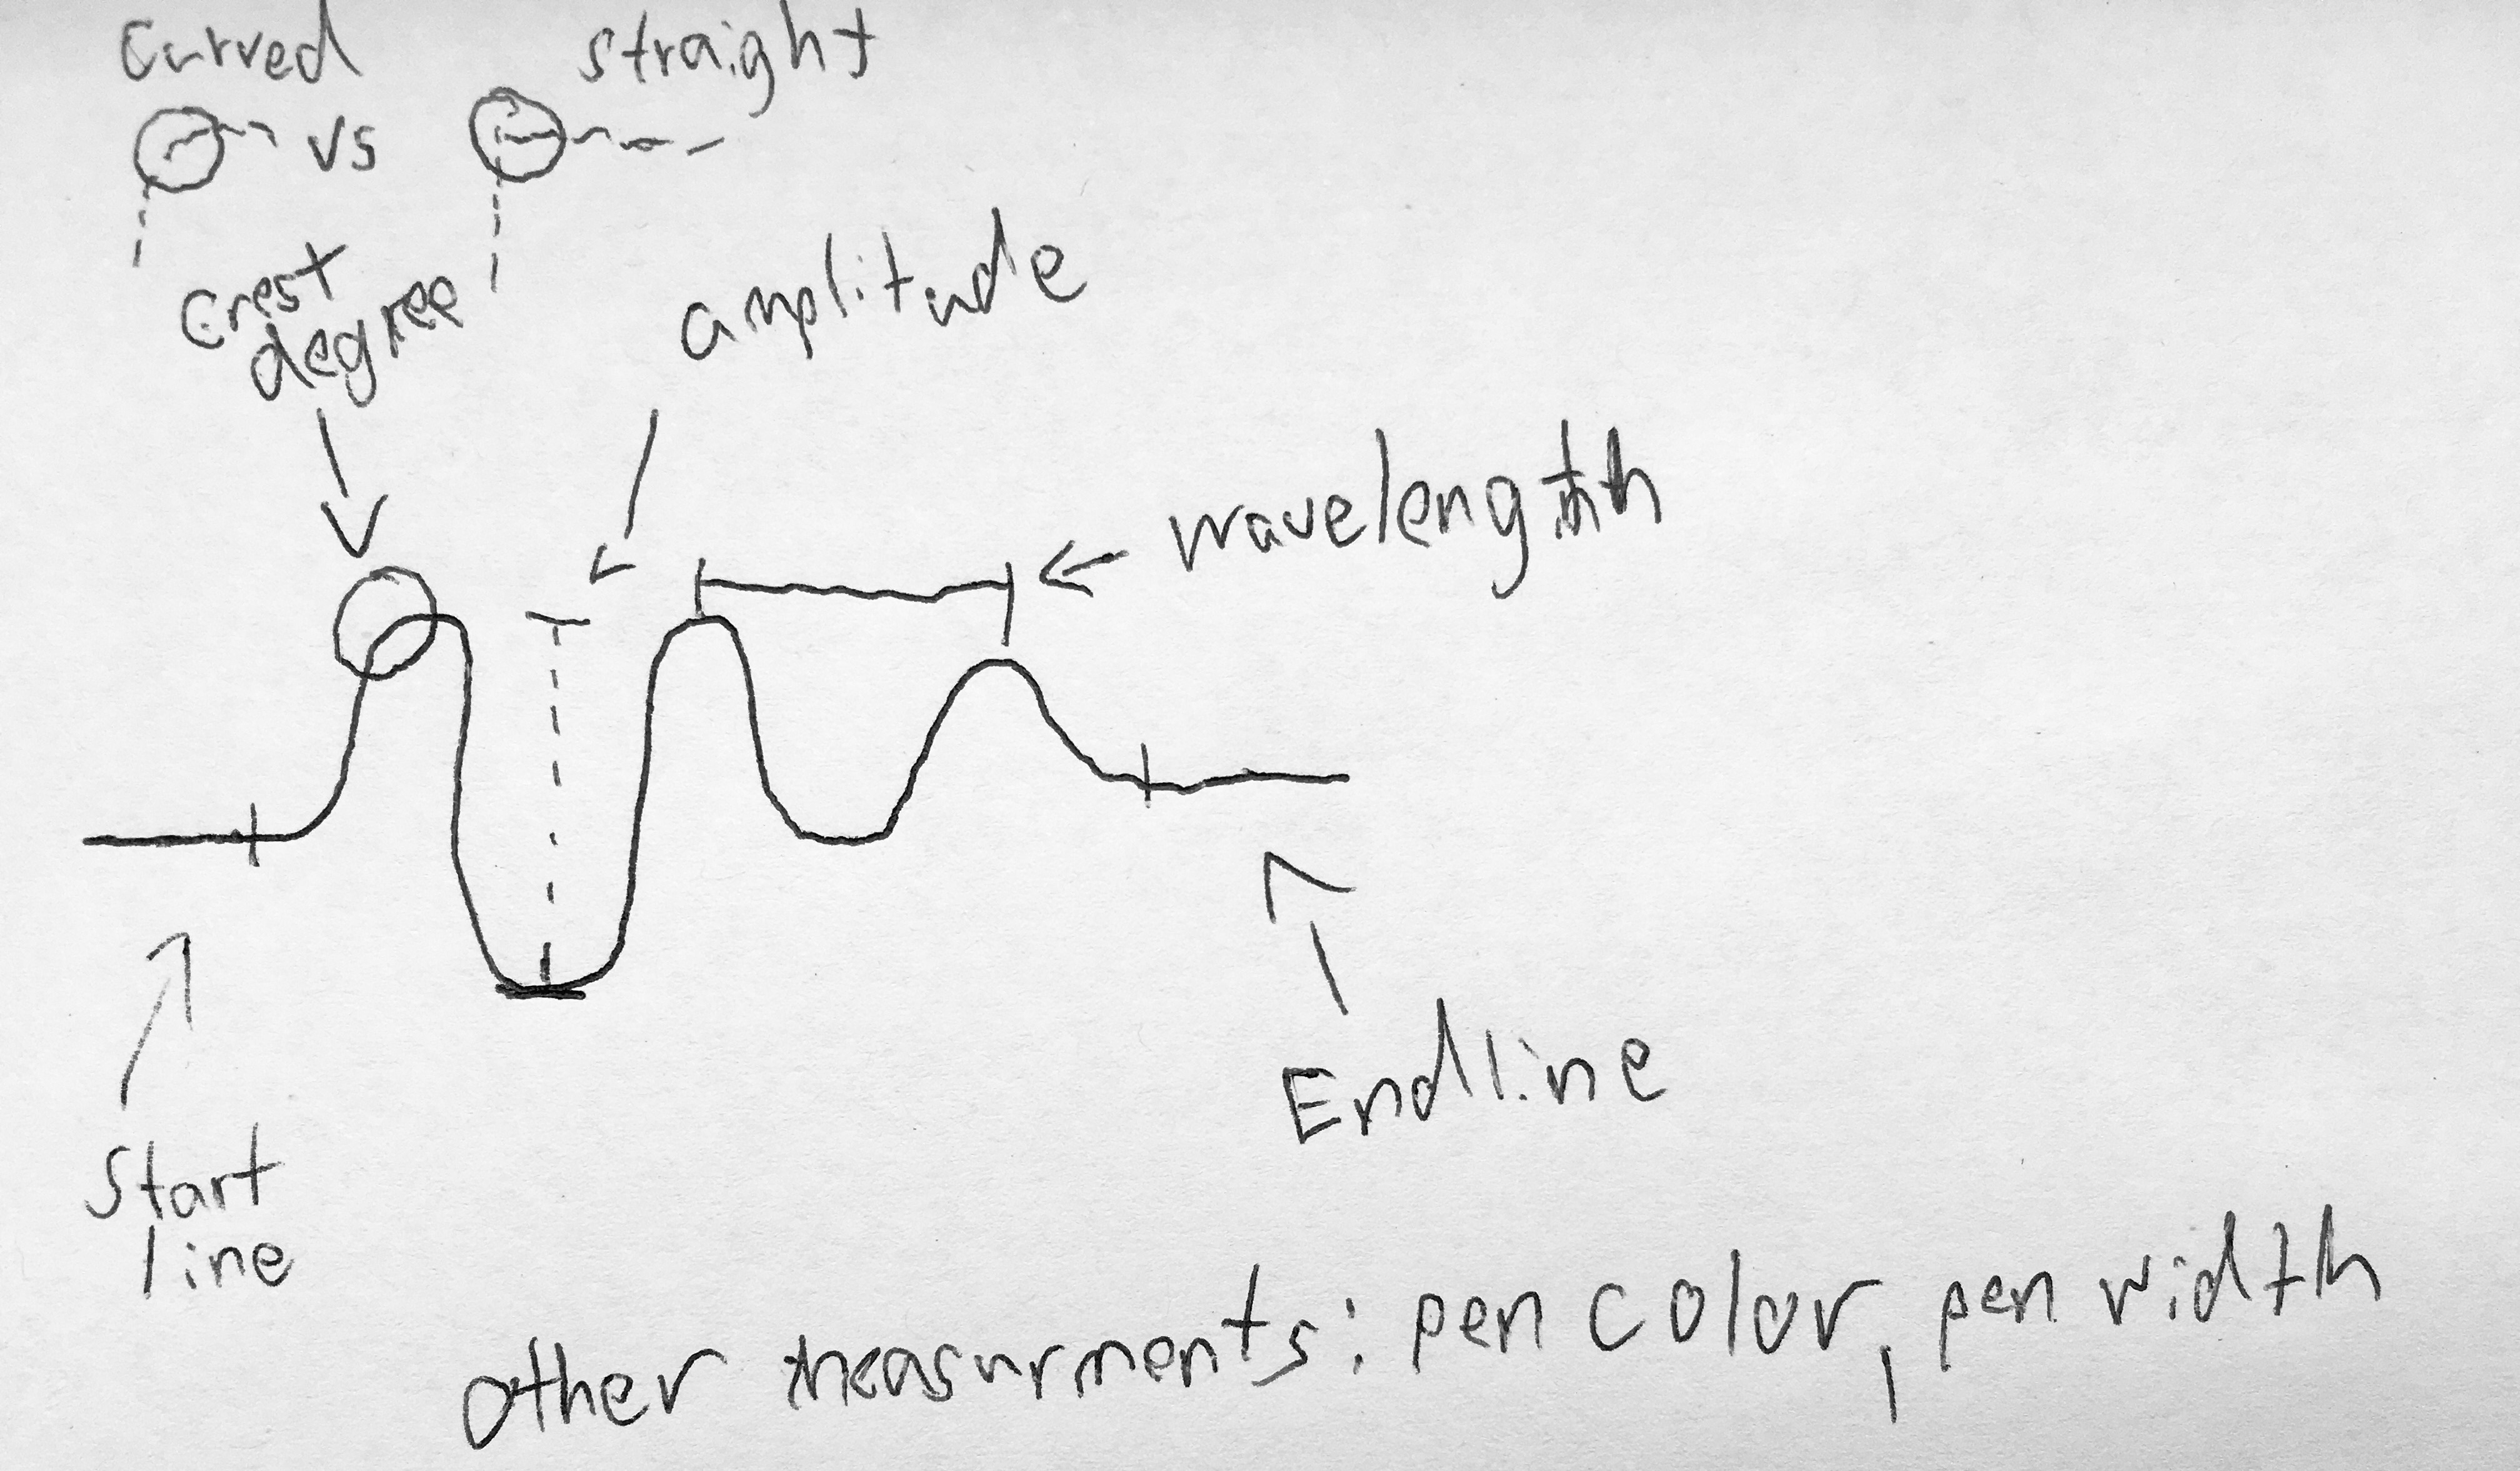 curved
straight
vs
crest
degree
amplitude
wavelength
Start
line
Endline
other measurments: pen color, pen width